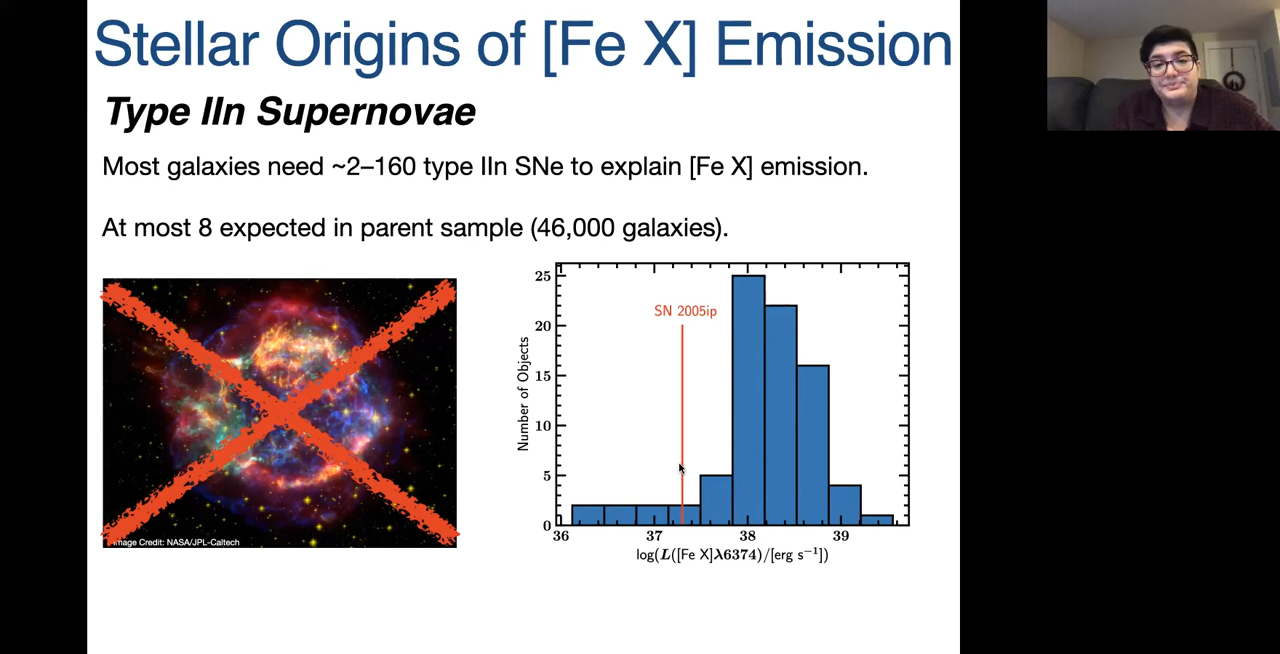 Stellar Origins of [Fe X] Emission
Type IIn Supernovae
Most galaxies need ~2–160 type IIn SNe to explain [Fe X] emission.
At most 8 expected in parent sample (46,000 galaxies).
Image Credit: NASA/JPL-Caltech
SN 2005ip
Number of Objects
25
20
15
10
5
0
36 37 38 39
log(L([Fe X]λ6374)/[erg s⁻¹])